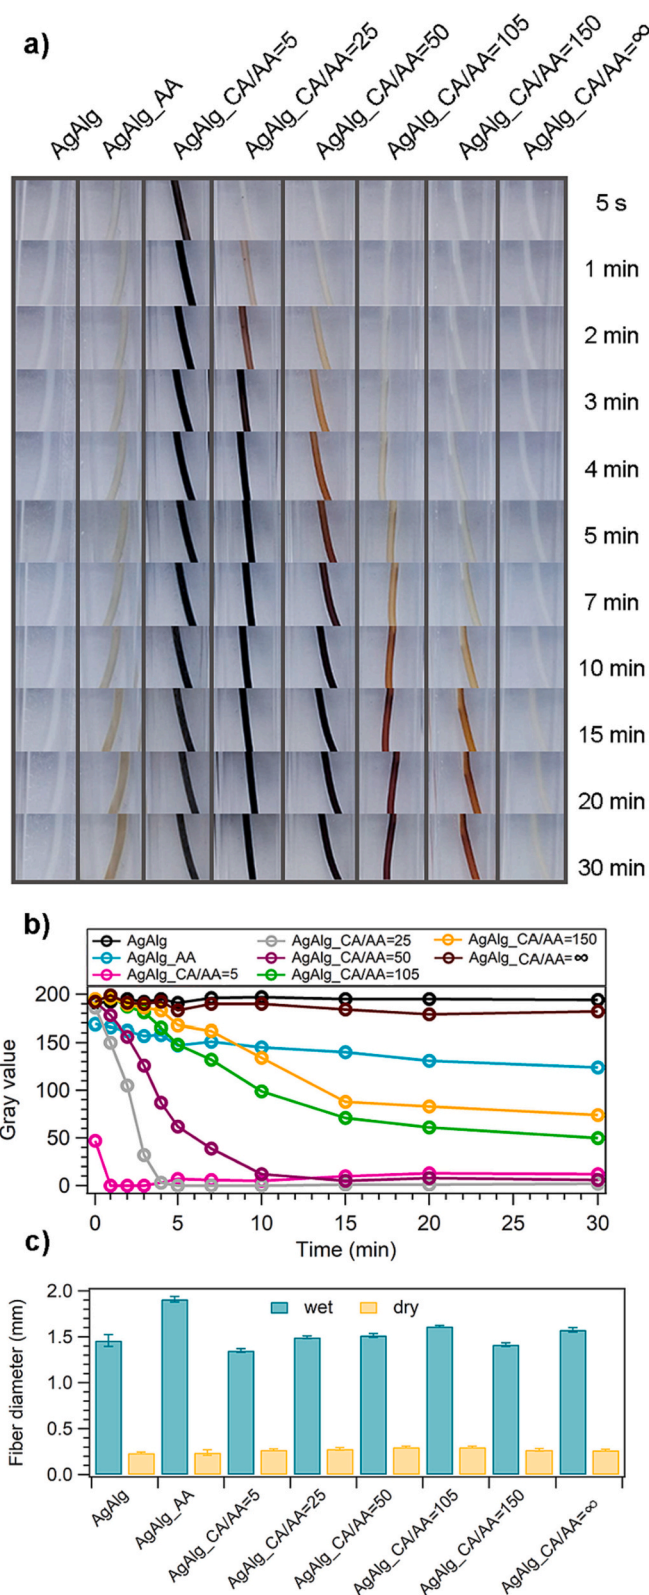 a)
AgAlg
AgAlg_AA
AgAlg_CA/AA=5
AgAlg_CA/AA=25
AgAlg_CA/AA=50
AgAlg_CA/AA=105
AgAlg_CA/AA=150
AgAlg_CA/AA=∞
5 s
1 min
2 min
3 min
4 min
5 min
7 min
10 min
15 min
20 min
30 min
b)
AgAlg
AgAlg_AA
AgAlg_CA/AA=5
AgAlg_CA/AA=25
AgAlg_CA/AA=50
AgAlg_CA/AA=105
AgAlg_CA/AA=150
AgAlg_CA/AA=∞
Gray value
200
150
100
50
0
0
5
10
15
20
25
30
Time (min)
c)
Fiber diameter (mm)
2.0
1.5
1.0
0.5
0.0
wet
dry
AgAlg
AgAlg_AA
AgAlg_CA/AA=5
AgAlg_CA/AA=25
AgAlg_CA/AA=50
AgAlg_CA/AA=105
AgAlg_CA/AA=150
AgAlg_CA/AA=∞